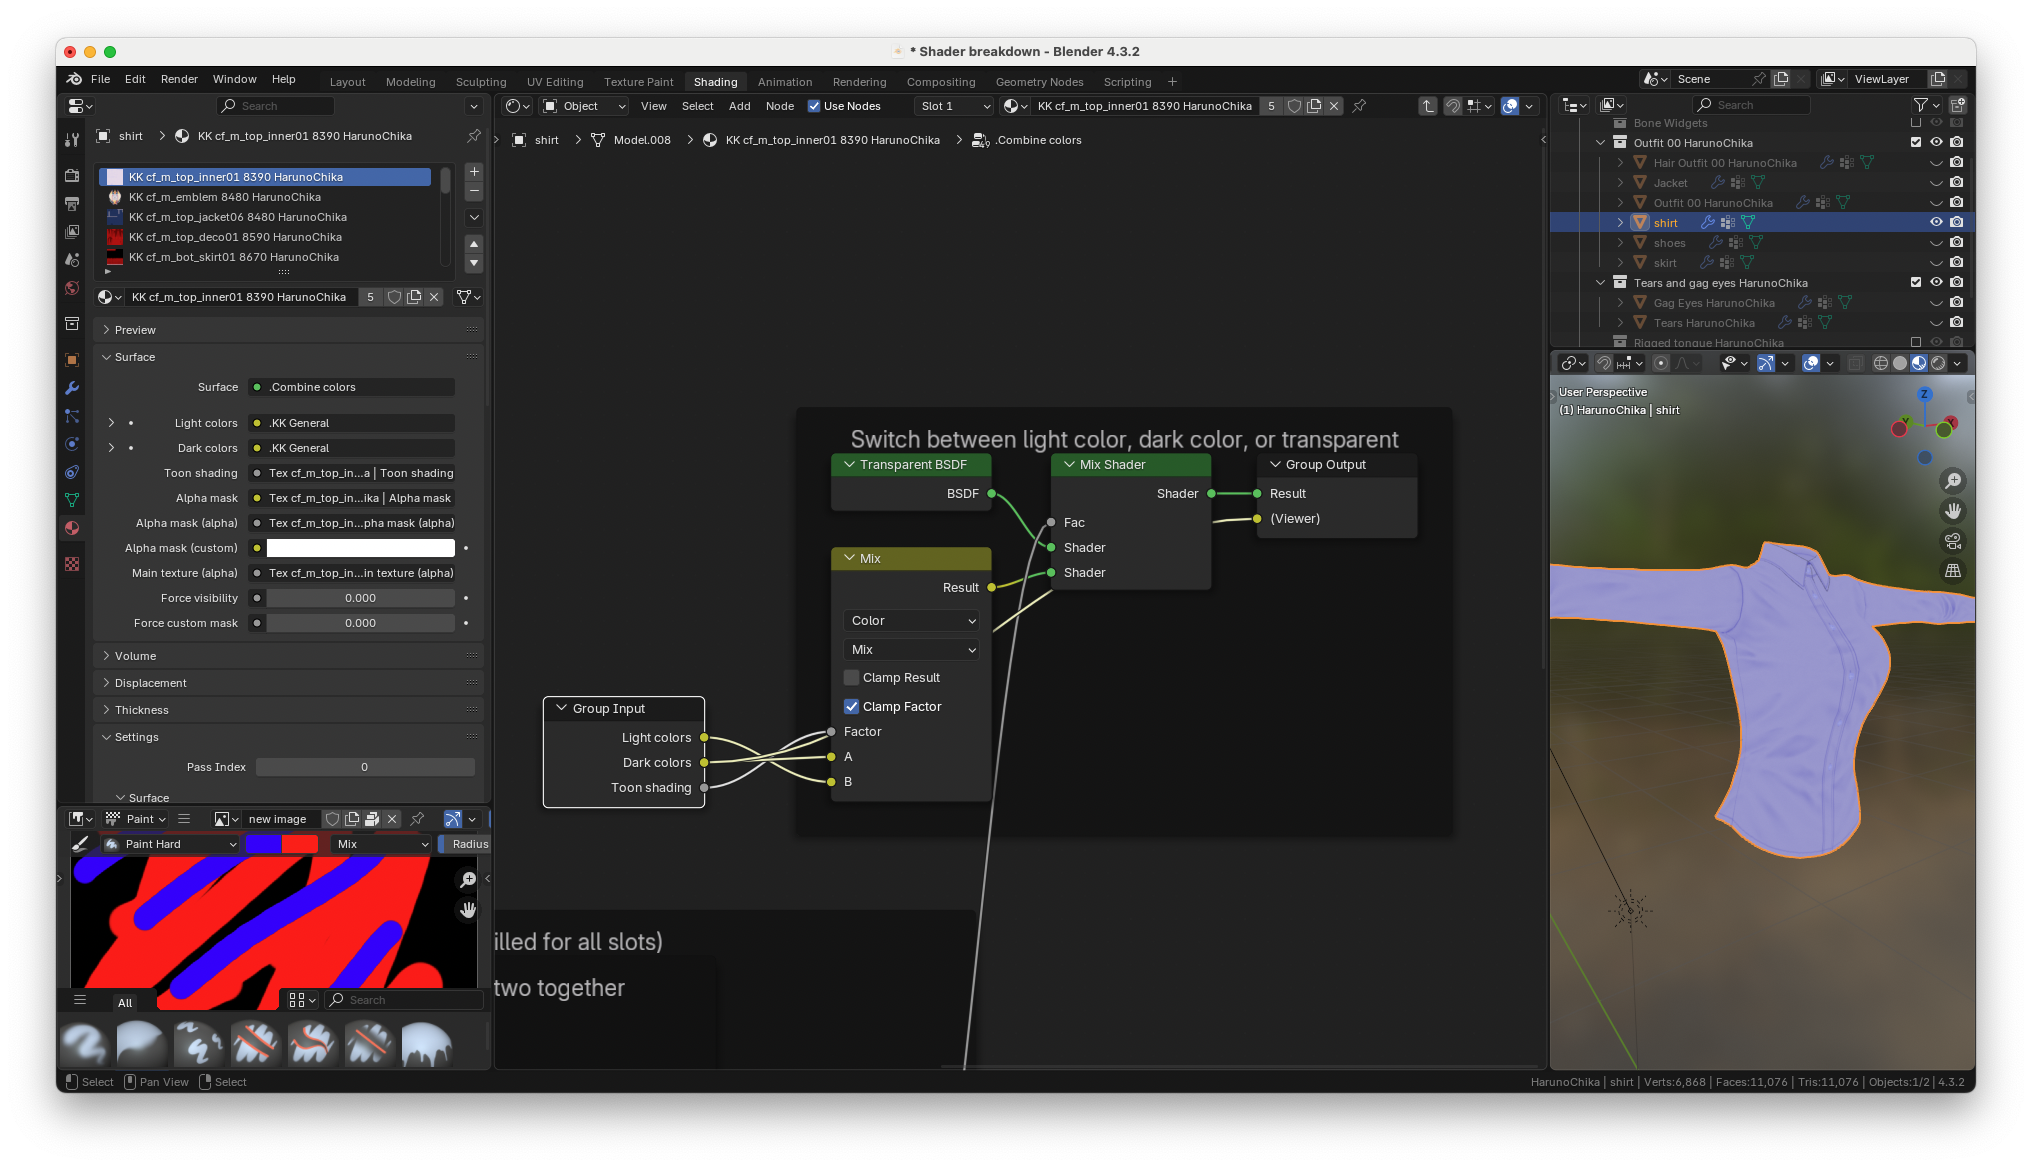 * Shader breakdown - Blender 4.3.2
File Edit Render Window Help Layout Modeling Sculpting UV Editing Texture Paint Shading Animation Rendering Compositing Geometry Nodes Scripting + Scene ViewLayer
Search
Object View Select Add Node Use Nodes Slot 1 KK cf_m_top_inner01 8390 HarunoChika 5
Search
shirt KK cf_m_top_inner01 8390 HarunoChika
shirt Model.008 KK cf_m_top_inner01 8390 HarunoChika .Combine colors
KK cf_m_top_inner01 8390 HarunoChika
KK cf_m_emblem 8480 HarunoChika
KK cf_m_top_jacket06 8480 HarunoChika
KK cf_m_top_deco01 8590 HarunoChika
KK cf_m_bot_skirt01 8670 HarunoChika
KK cf_m_top_inner01 8390 HarunoChika 5
Preview
Surface
Surface .Combine colors
Light colors .KK General
Dark colors .KK General
Toon shading Tex cf_m_top_in...a | Toon shading
Alpha mask Tex cf_m_top_in...ika | Alpha mask
Alpha mask (alpha) Tex cf_m_top_in...pha mask (alpha)
Alpha mask (custom)
Main texture (alpha) Tex cf_m_top_in...in texture (alpha)
Force visibility 0.000
Force custom mask 0.000
Volume
Displacement
Thickness
Settings
Pass Index 0
Surface
Paint new image
Paint Hard Mix Radius
All Search
Switch between light color, dark color, or transparent
Transparent BSDF
BSDF
Mix Shader
Shader
Fac
Shader
Shader
Group Output
Result
(Viewer)
Mix
Result
Color
Mix
Clamp Result
Clamp Factor
Factor
A
B
Group Input
Light colors
Dark colors
Toon shading
illed for all slots)
two together
Bone Widgets
Outfit 00 HarunoChika
Hair Outfit 00 HarunoChika
Jacket
Outfit 00 HarunoChika
shirt
shoes
skirt
Tears and gag eyes HarunoChika
Gag Eyes HarunoChika
Tears HarunoChika
Rigged tongue HarunoChika
User Perspective
(1) HarunoChika | shirt
Z
Y
X
Select Pan View Select
HarunoChika | shirt | Verts:6,868 | Faces:11,076 | Tris:11,076 | Objects:1/2 | 4.3.2